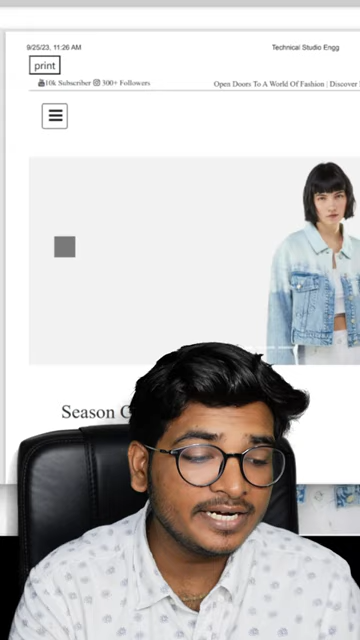 9/25/23, 11:26 AM Technical Studio Engg
print
10k Subscriber 300+ Followers Open Doors To A World Of Fashion | Discover
Season